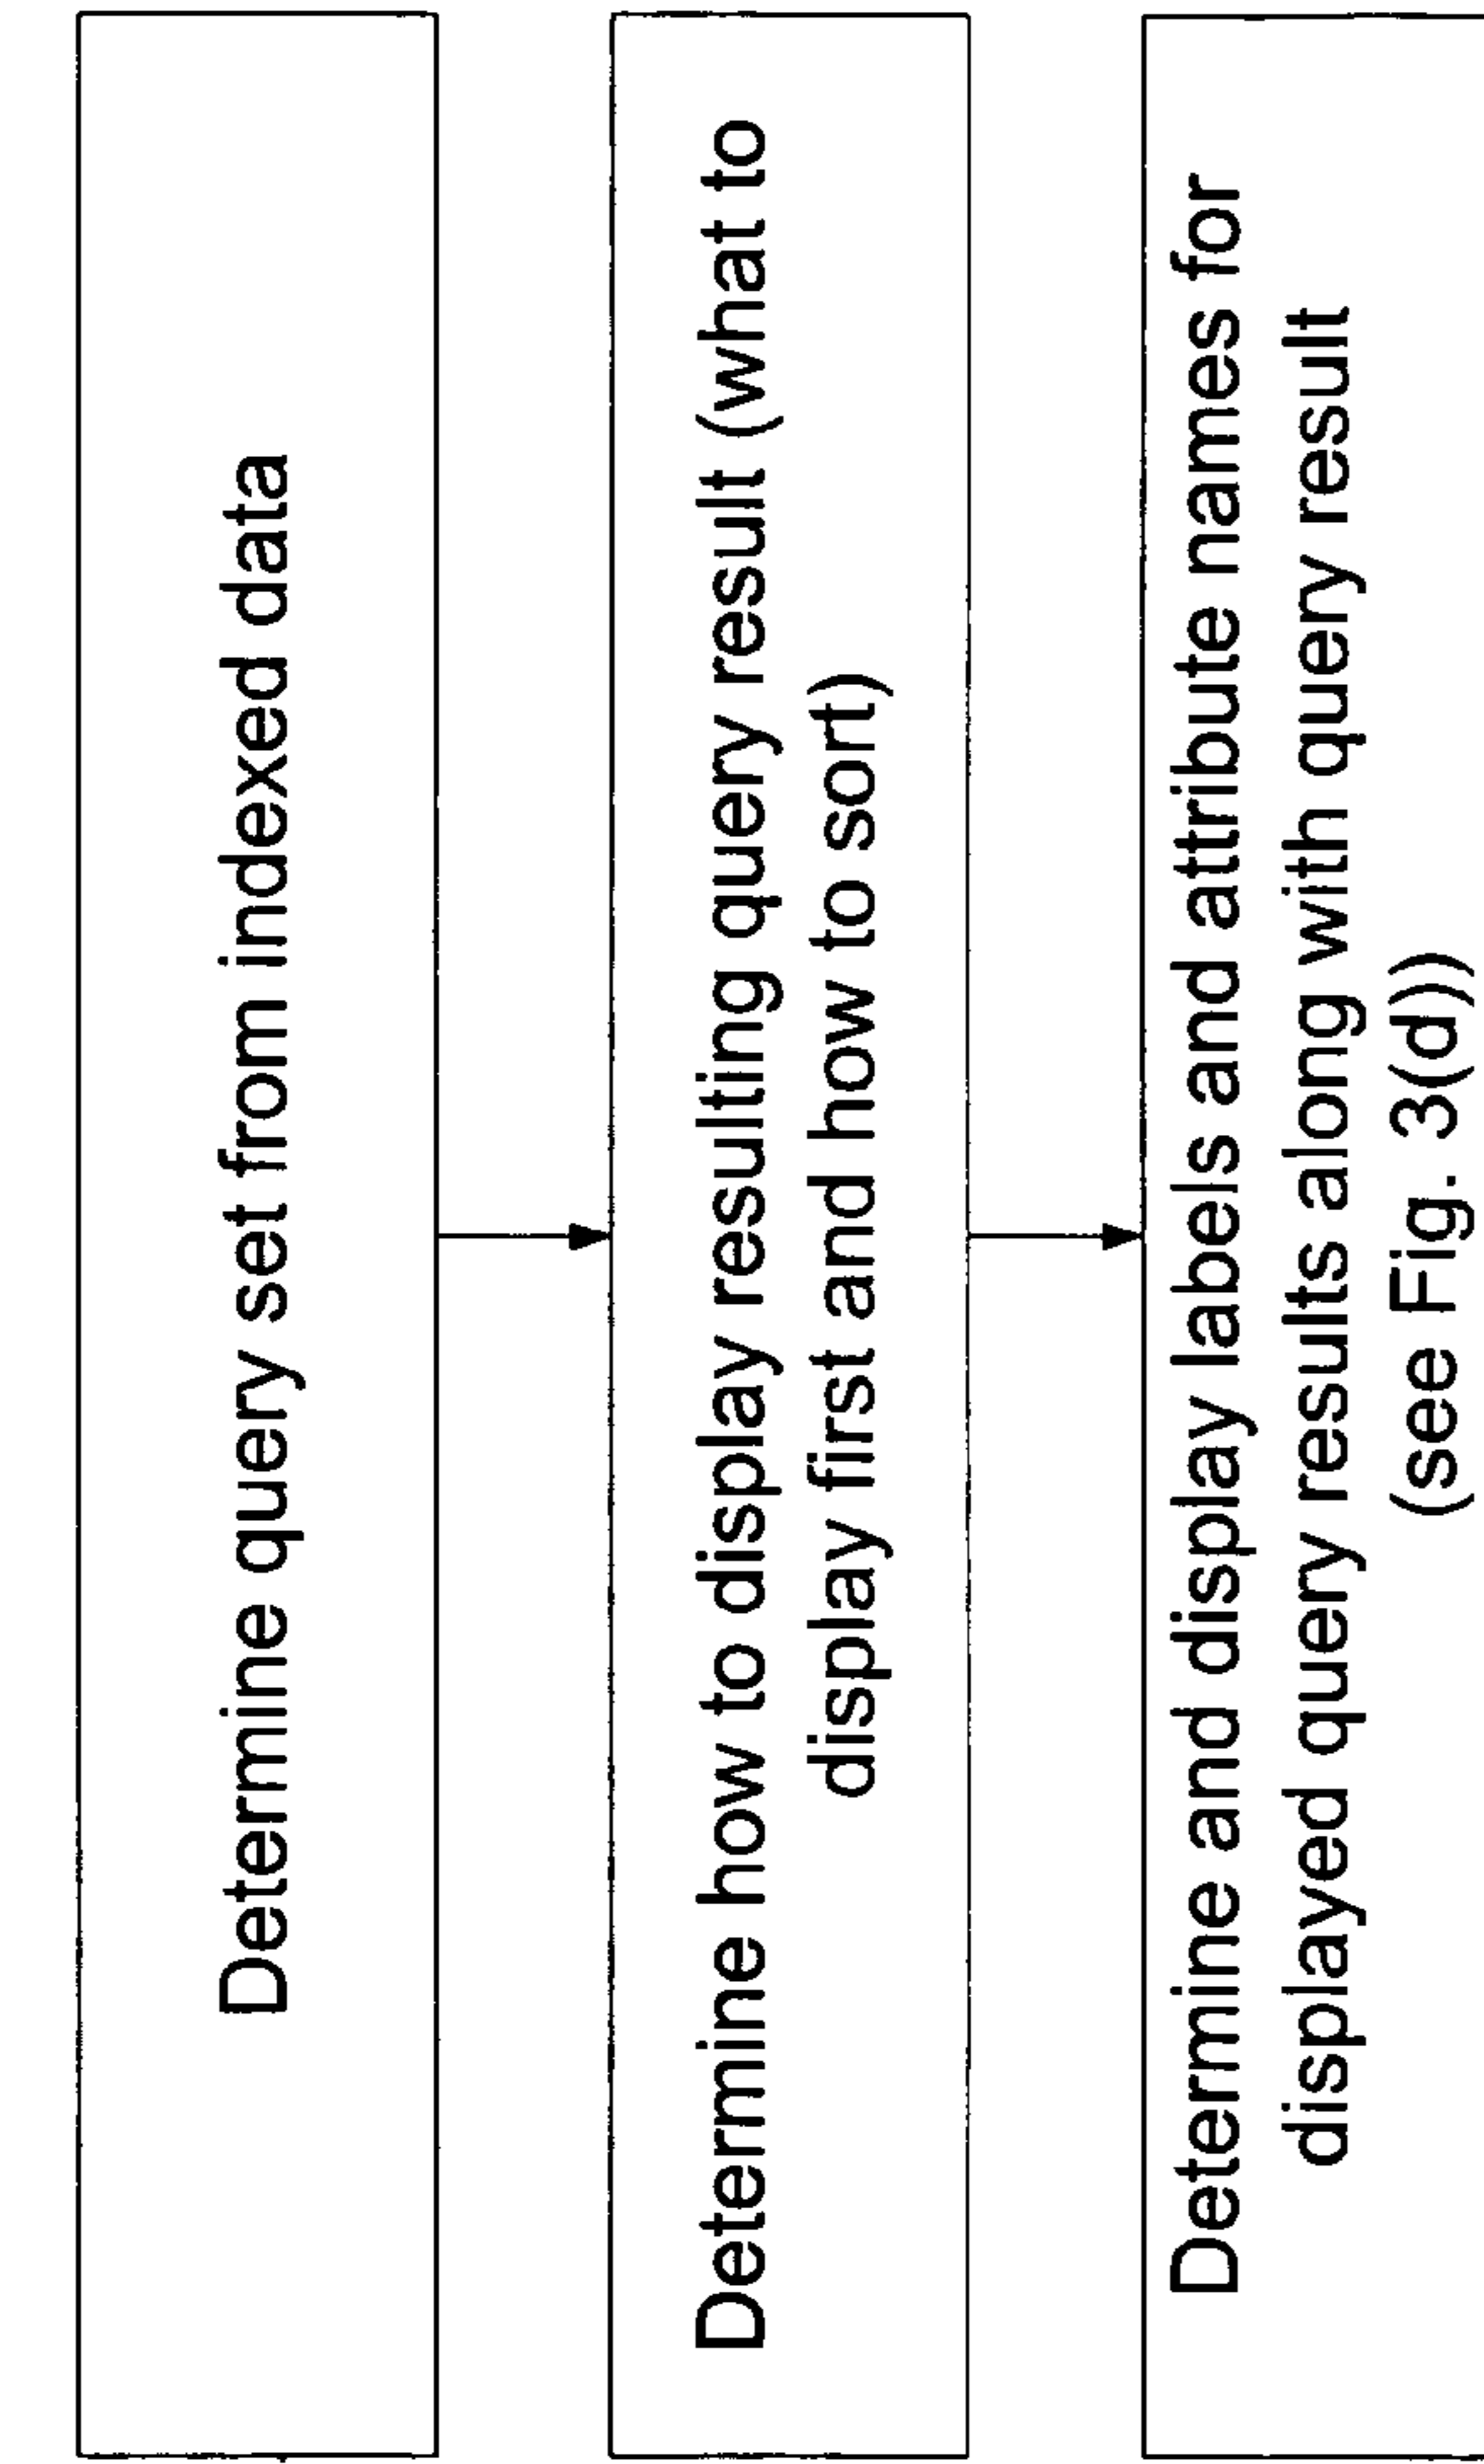 Determine query set from indexed data
Determine how to display resulting query result (what to
display first and how to sort)
Determine and display labels and attribute names for
displayed query results along with query result
(see Fig. 3(d))